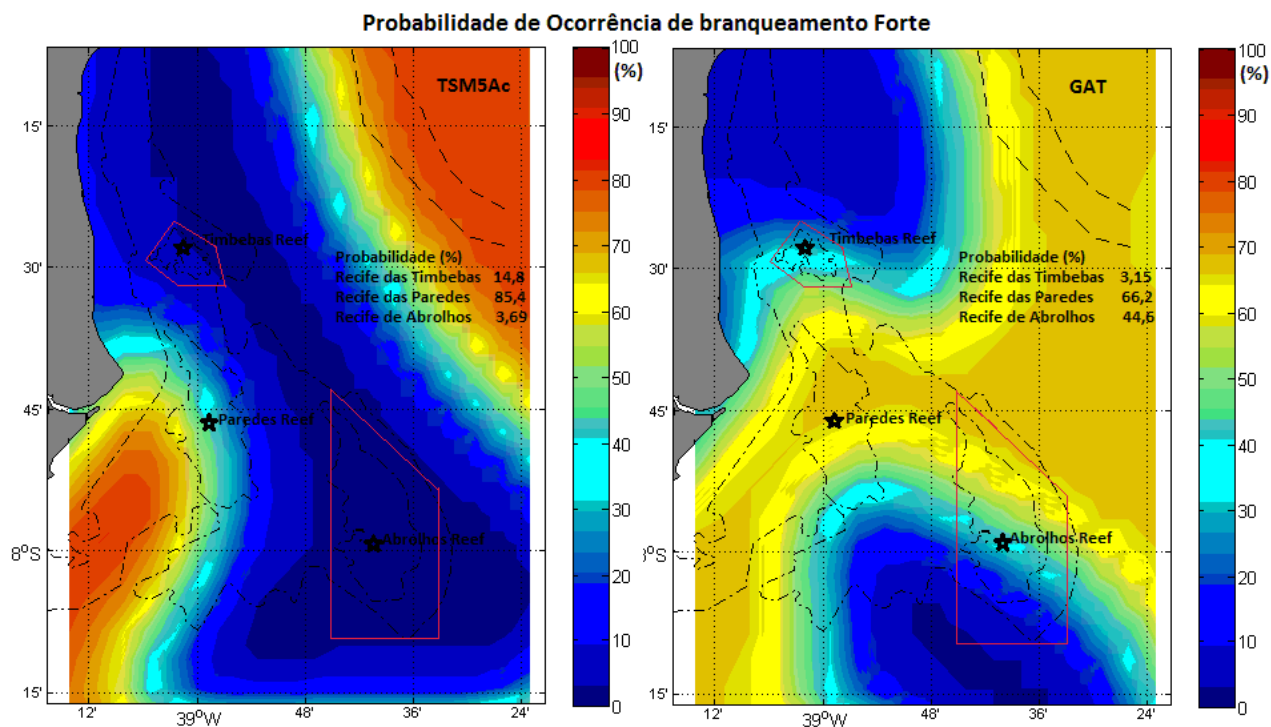 Probabilidade de Ocorrência de branqueamento Forte
TSM5Ac
Timbebas Reef
Probabilidade (%)
Recife das Timbebas 14,8
Recife das Paredes 85,4
Recife de Abrolhos 3,69
Paredes Reef
Abrolhos Reef
15'
30'
45'
8°S
15'
12'
39°W
48'
36'
24'
100
(%)
90
80
70
60
50
40
30
20
10
0
GAT
Timbebas Reef
Probabilidade (%)
Recife das Timbebas 3,15
Recife das Paredes 66,2
Recife de Abrolhos 44,6
Paredes Reef
Abrolhos Reef
15'
30'
45'
8°S
15'
12'
39°W
48'
36'
24'
100
(%)
90
80
70
60
50
40
30
20
10
0